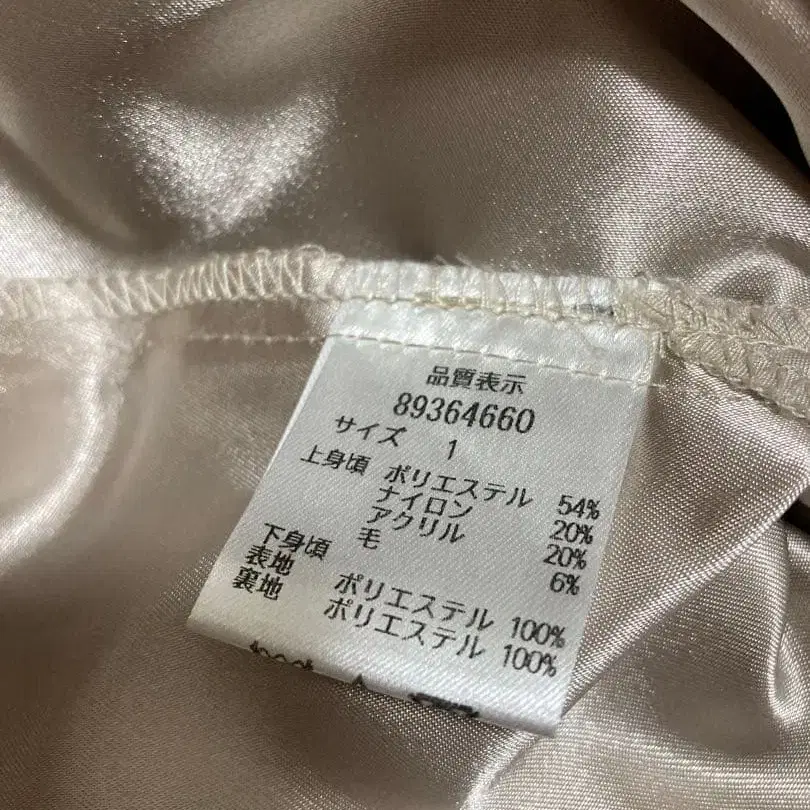 品質表示
89364660
サイズ 1
上身頃 ポリエステル 54%
ナイロン 20%
アクリル 20%
毛 6%
下身頃
表地 ポリエステル 100%
裏地 ポリエステル 100%